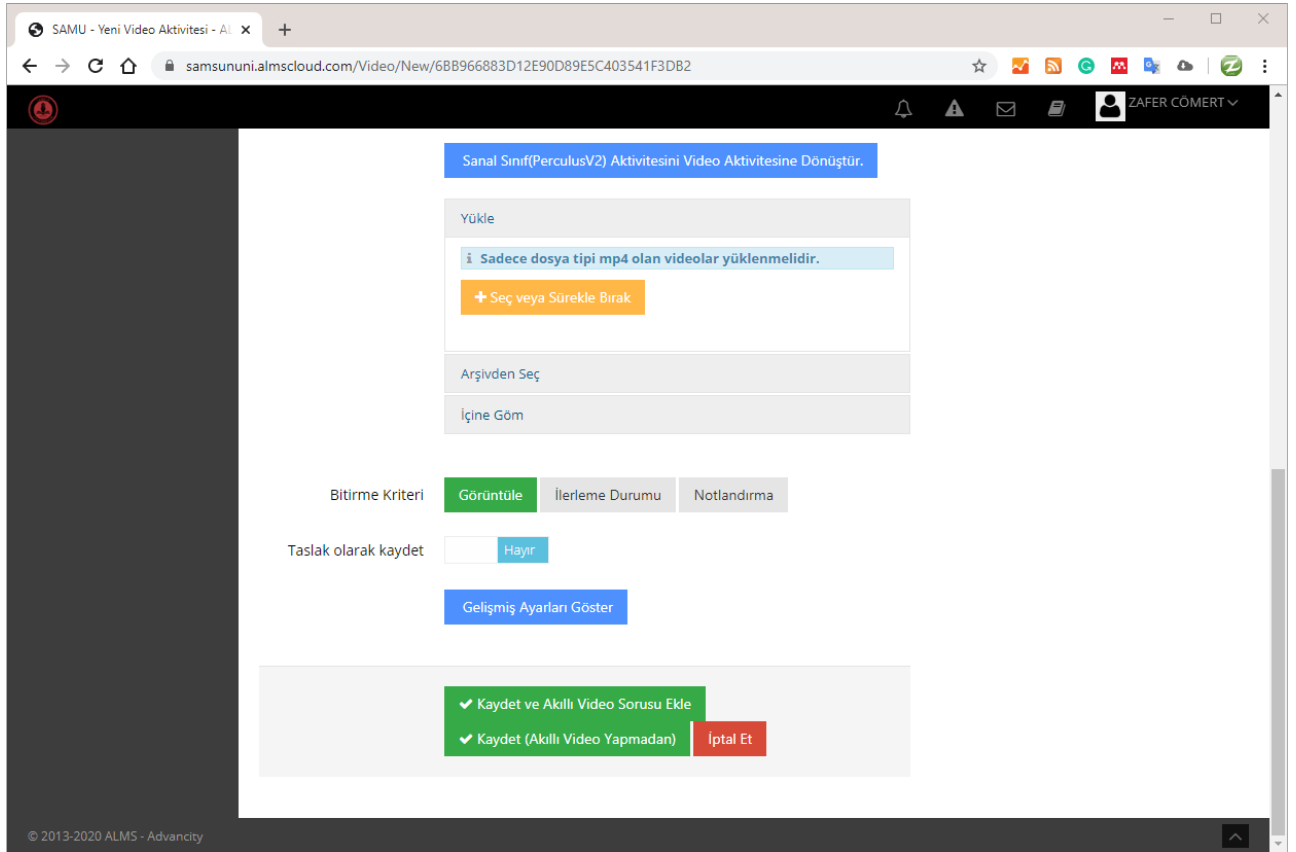 SAMU - Yeni Video Aktivitesi - AL
samsununi.almscloud.com/Video/New/6BB966883D12E90D89E5C403541F3DB2
ZAFER CÖMERT
Sanal Sınıf(PerculusV2) Aktivitesini Video Aktivitesine Dönüştür.
Yükle
i Sadece dosya tipi mp4 olan videolar yüklenmelidir.
+ Seç veya Sürekle Bırak
Arşivden Seç
İçine Göm
Bitirme Kriteri Görüntüle İlerleme Durumu Notlandırma
Taslak olarak kaydet Hayır
Gelişmiş Ayarları Göster
✔ Kaydet ve Akıllı Video Sorusu Ekle
✔ Kaydet (Akıllı Video Yapmadan) İptal Et
© 2013-2020 ALMS - Advancity